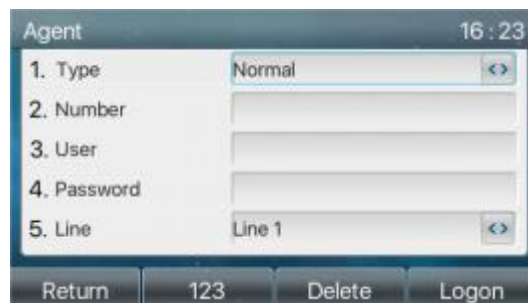 Agent 16:23
1. Type Normal <>
2. Number
3. User
4. Password
5. Line Line 1 <>
Return 123 Delete Logon